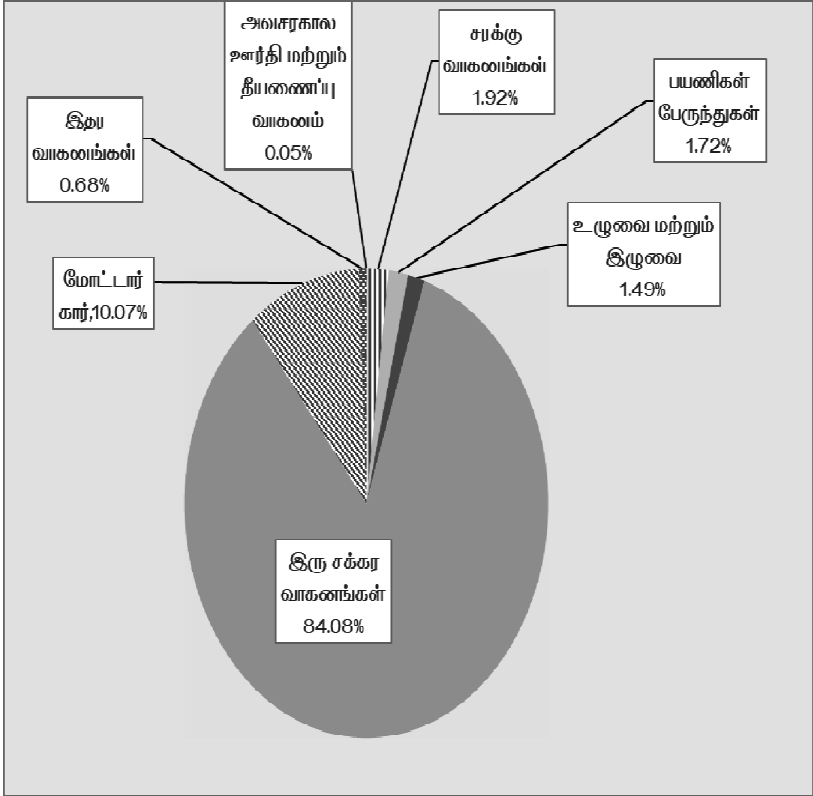 அவசரகால
ஊர்தி மற்றும்
தீயணைப்பு
வாகனம்
0.05%
சரக்கு
வாகனங்கள்
1.92%
பயணிகள்
பேருந்துகள்
1.72%
இதர
வாகனங்கள்
0.68%
உழுவை மற்றும்
இழுவை
1.49%
மோட்டார்
கார்,10.07%
இரு சக்கர
வாகனங்கள்
84.08%